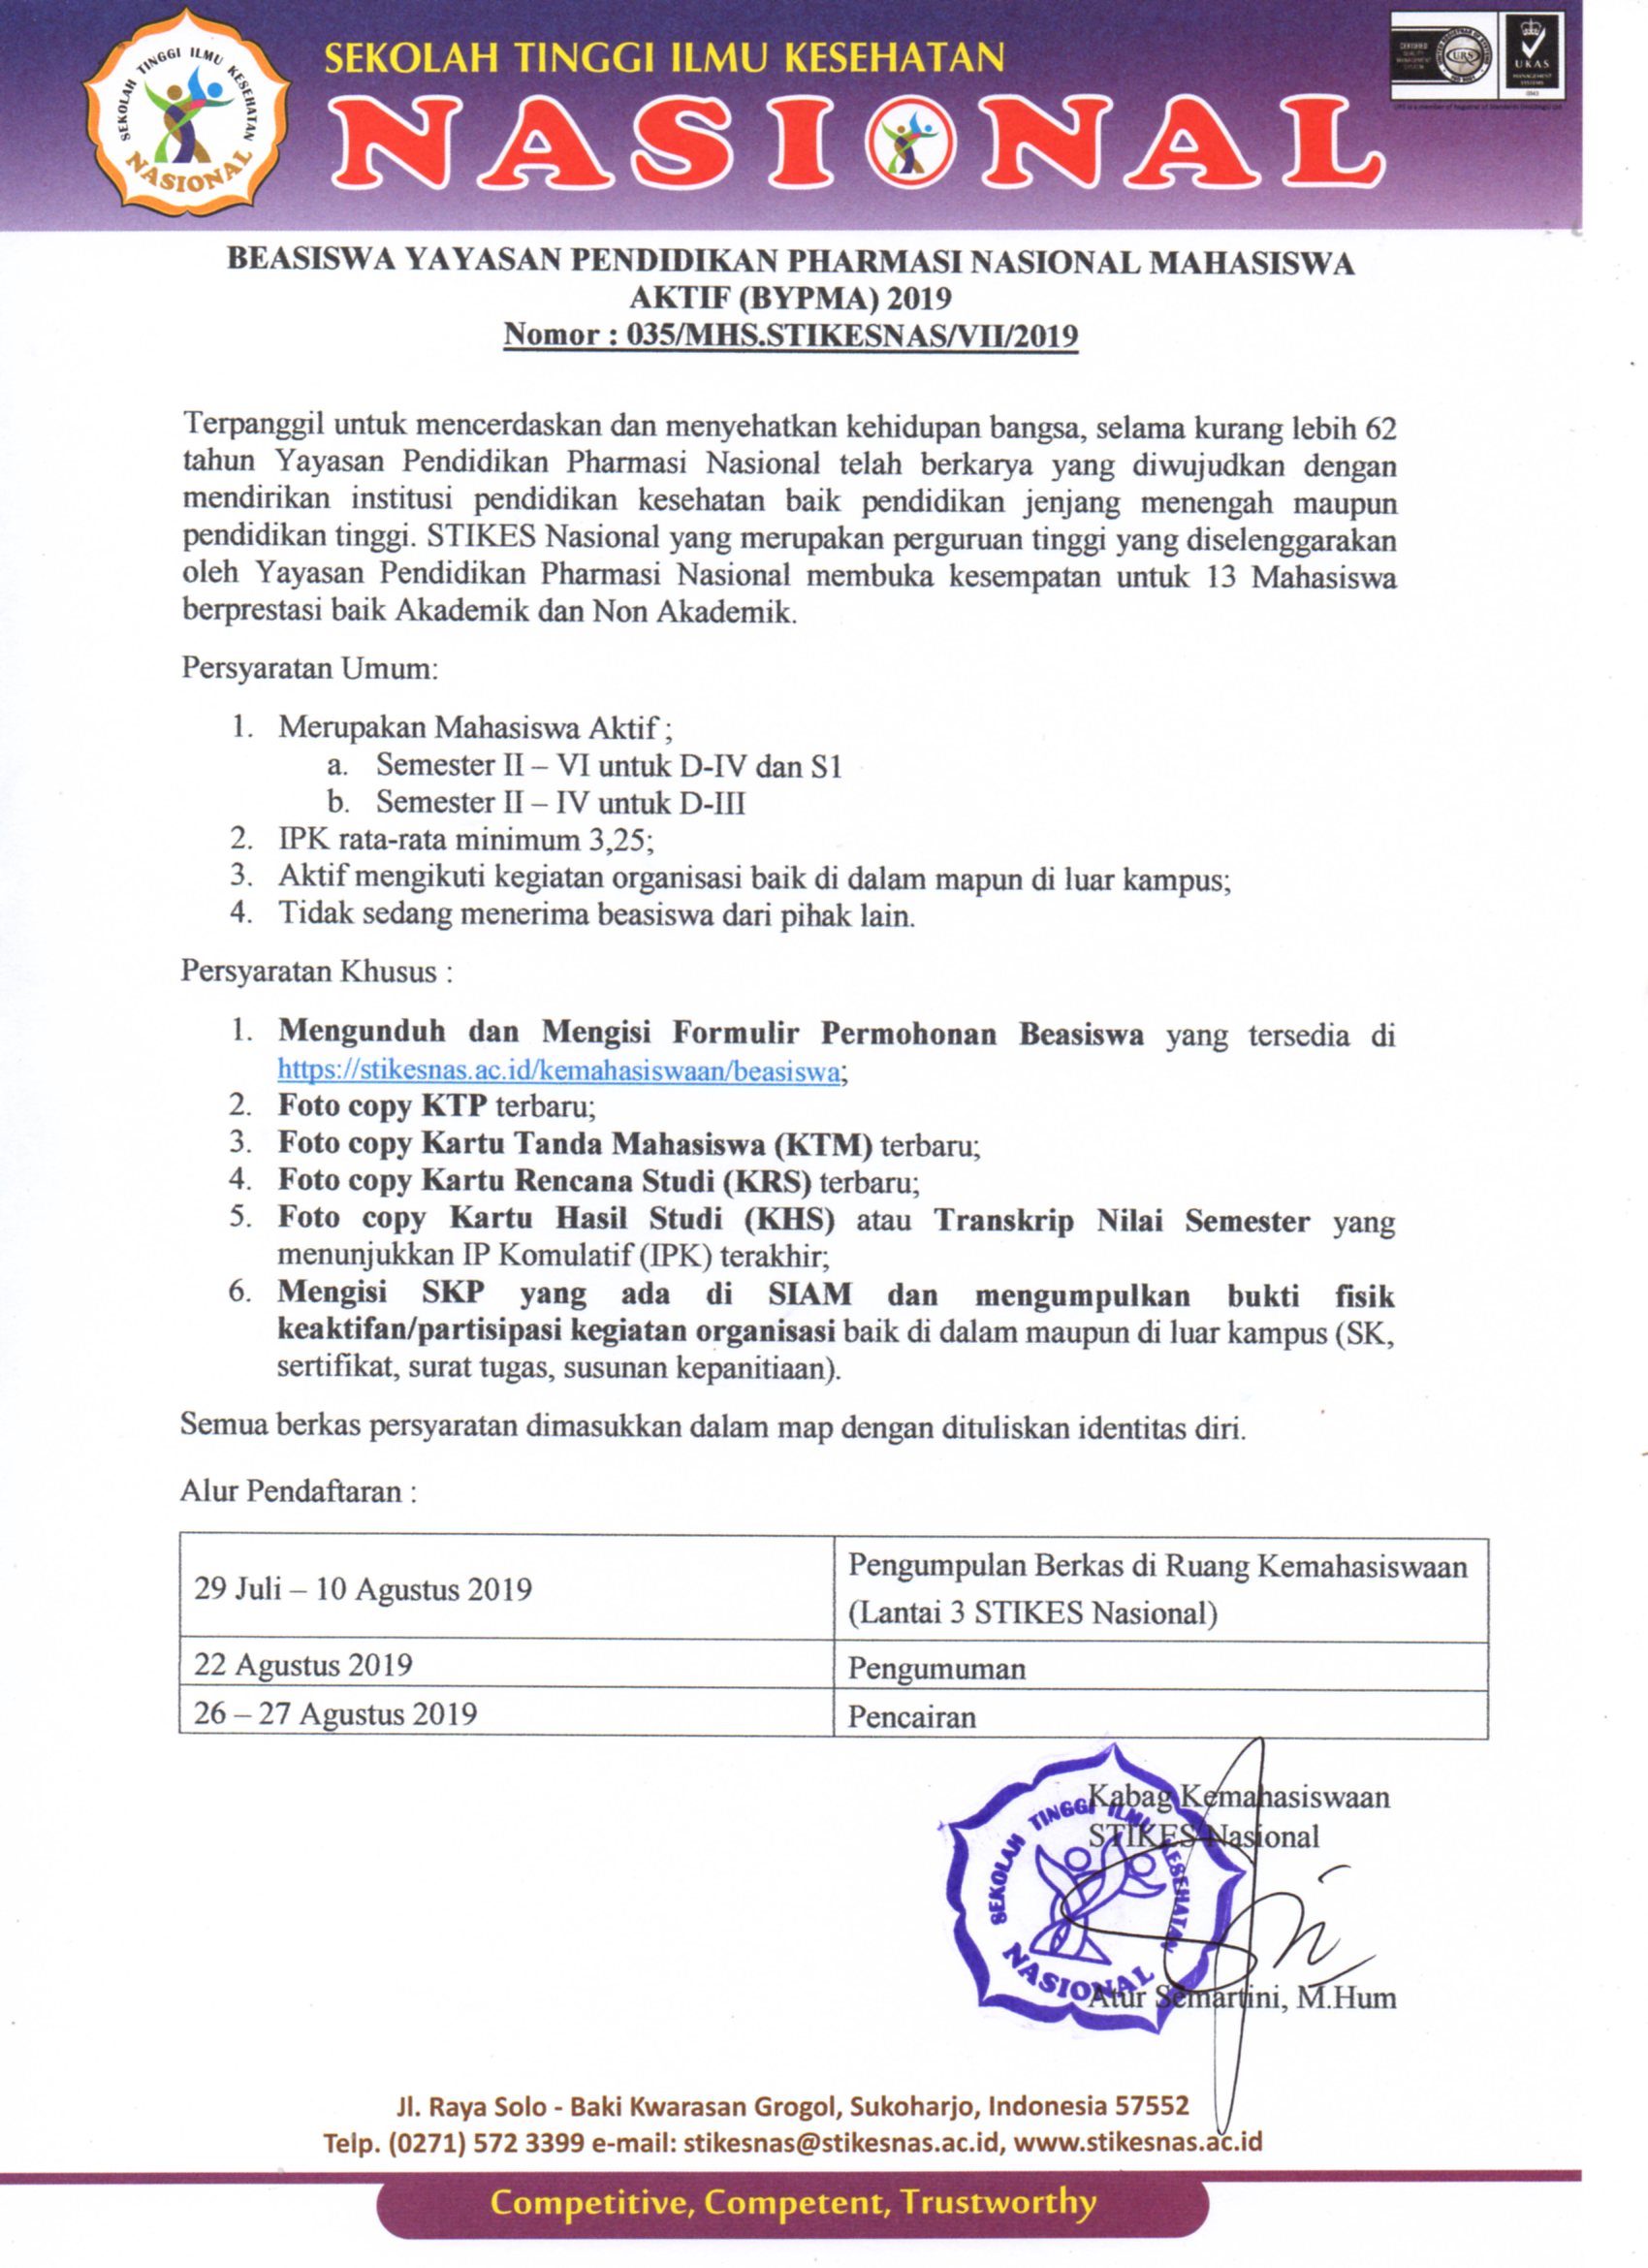 SEKOLAH TINGGI ILMU KESEHATAN
NASIONAL
SEKOLAH TINGGI ILMU KESEHATAN
NASIONAL
CERTIFIED
QUALITY
MANAGEMENT
SYSTEM
URS
UKAS
MANAGEMENT
SYSTEMS
BEASISWA YAYASAN PENDIDIKAN PHARMASI NASIONAL MAHASISWA
AKTIF (BYPMA) 2019
Nomor : 035/MHS.STIKESNAS/VII/2019
Terpanggil untuk mencerdaskan dan menyehatkan kehidupan bangsa, selama kurang lebih 62
tahun Yayasan Pendidikan Pharmasi Nasional telah berkarya yang diwujudkan dengan
mendirikan institusi pendidikan kesehatan baik pendidikan jenjang menengah maupun
pendidikan tinggi. STIKES Nasional yang merupakan perguruan tinggi yang diselenggarakan
oleh Yayasan Pendidikan Pharmasi Nasional membuka kesempatan untuk 13 Mahasiswa
berprestasi baik Akademik dan Non Akademik.
Persyaratan Umum:
1. Merupakan Mahasiswa Aktif ;
a. Semester II – VI untuk D-IV dan S1
b. Semester II – IV untuk D-III
2. IPK rata-rata minimum 3,25;
3. Aktif mengikuti kegiatan organisasi baik di dalam mapun di luar kampus;
4. Tidak sedang menerima beasiswa dari pihak lain.
Persyaratan Khusus :
1. Mengunduh dan Mengisi Formulir Permohonan Beasiswa yang tersedia di
https://stikesnas.ac.id/kemahasiswaan/beasiswa;
2. Foto copy KTP terbaru;
3. Foto copy Kartu Tanda Mahasiswa (KTM) terbaru;
4. Foto copy Kartu Rencana Studi (KRS) terbaru;
5. Foto copy Kartu Hasil Studi (KHS) atau Transkrip Nilai Semester yang
menunjukkan IP Komulatif (IPK) terakhir;
6. Mengisi SKP yang ada di SIAM dan mengumpulkan bukti fisik
keaktifan/partisipasi kegiatan organisasi baik di dalam maupun di luar kampus (SK,
sertifikat, surat tugas, susunan kepanitiaan).
Semua berkas persyaratan dimasukkan dalam map dengan dituliskan identitas diri.
Alur Pendaftaran :
29 Juli – 10 Agustus 2019
Pengumpulan Berkas di Ruang Kemahasiswaan
(Lantai 3 STIKES Nasional)
22 Agustus 2019
Pengumuman
26 – 27 Agustus 2019
Pencairan
Kabag Kemahasiswaan
STIKES Nasional
SEKOLAH TINGGI ILMU KESEHATAN
NASIONAL
Atur Semartini, M.Hum
Jl. Raya Solo - Baki Kwarasan Grogol, Sukoharjo, Indonesia 57552
Telp. (0271) 572 3399 e-mail: stikesnas@stikesnas.ac.id, www.stikesnas.ac.id
Competitive, Competent, Trustworthy